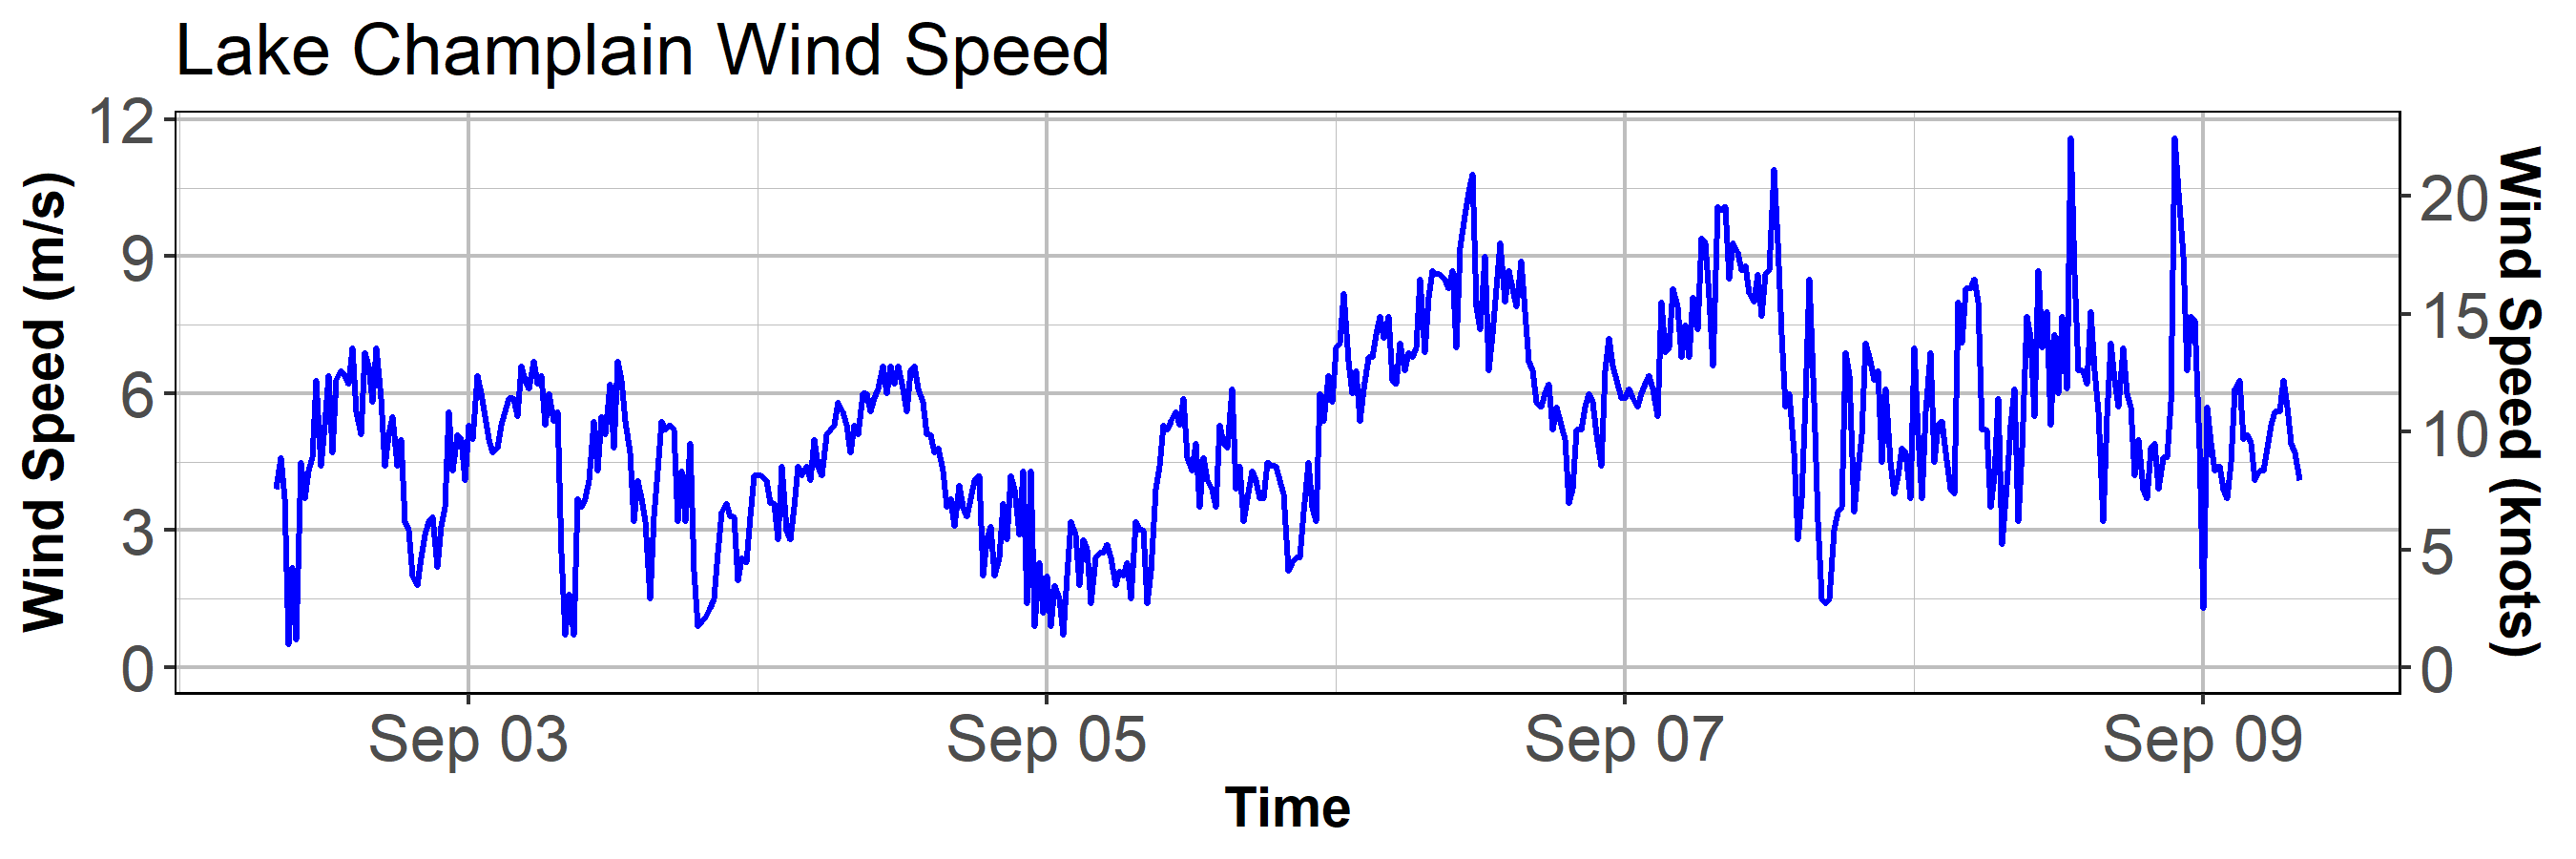 Lake Champlain Wind Speed
12
9
6
3
0
Wind Speed (m/s)
20
15
10
5
0
Wind Speed (knots)
Sep 03
Sep 05
Sep 07
Sep 09
Time